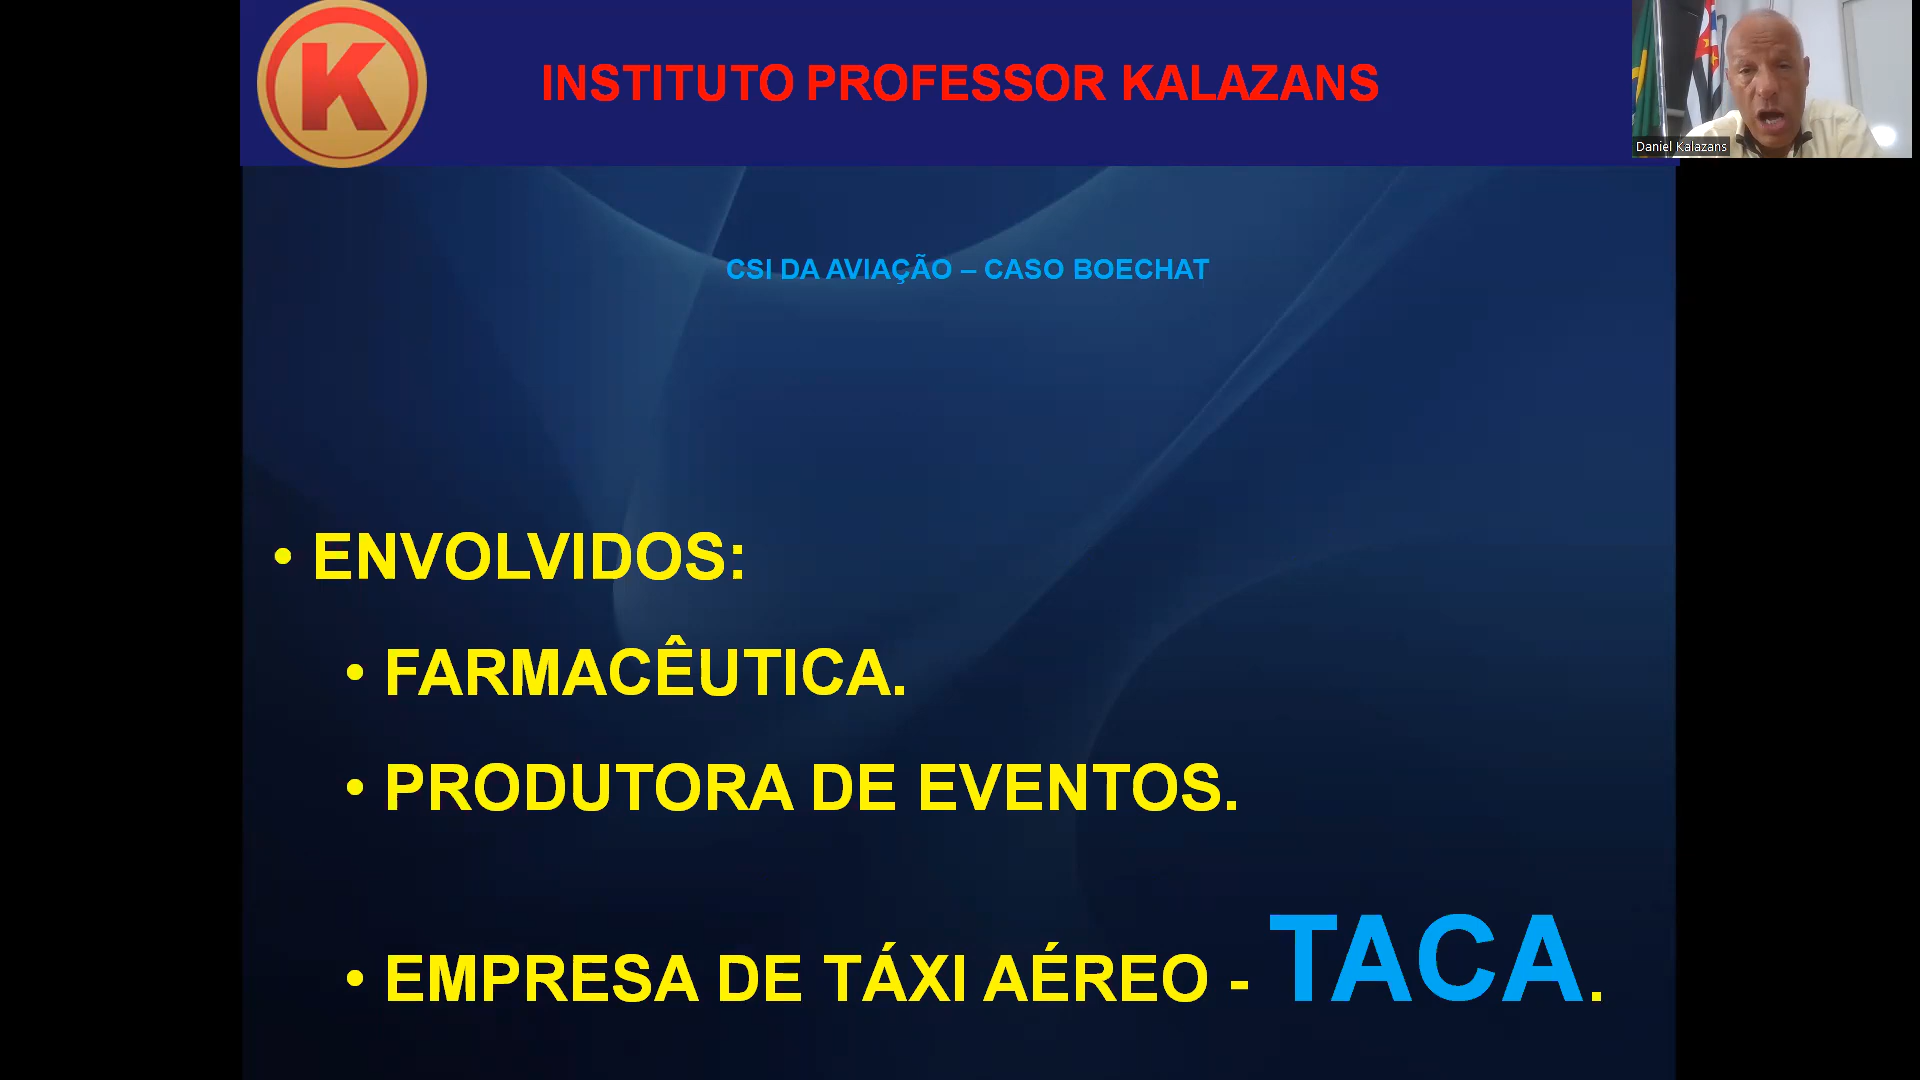 K
INSTITUTO PROFESSOR KALAZANS
Daniel Kalazans
CSI DA AVIAÇÃO – CASO BOECHAT
• ENVOLVIDOS:
• FARMACÊUTICA.
• PRODUTORA DE EVENTOS.
• EMPRESA DE TÁXI AÉREO - TACA.